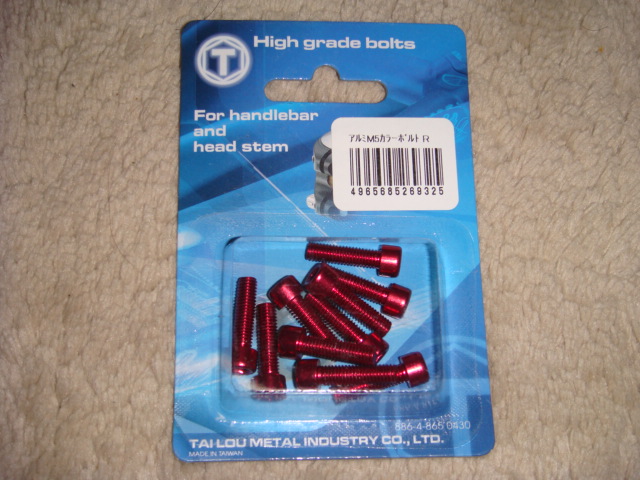 T
High grade bolts
For handlebar
and
head stem
アルミM5カラーボルト R
4965685269325
886-4-865 0430
TAI LOU METAL INDUSTRY CO., LTD.
MADE IN TAIWAN